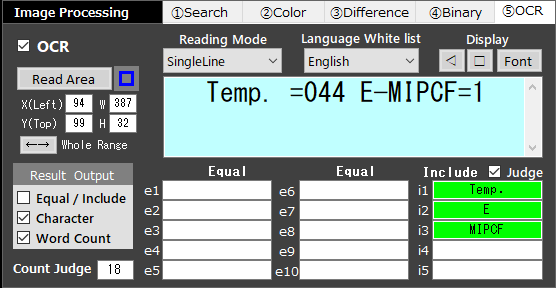 Image Processing ①Search ②Color ③Difference ④Binary ⑤OCR
OCR
Reading Mode Language White list Display
SingleLine English Font
Read Area
X(Left) 94 W 387
Y(Top) 99 H 32
Whole Range
Temp. =044 E-MIPCF=1
Result Output
Equal / Include
Character
Word Count
Count Judge 18
Equal Equal Include Judge
e1 e6 i1 Temp.
e2 e7 i2 E
e3 e8 i3 MIPCF
e4 e9 i4
e5 e10 i5